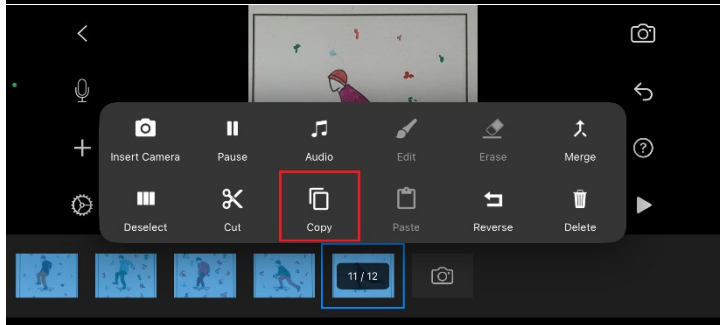 Insert Camera Pause Audio Edit Erase Merge
Deselect Cut Copy Paste Reverse Delete
11 / 12